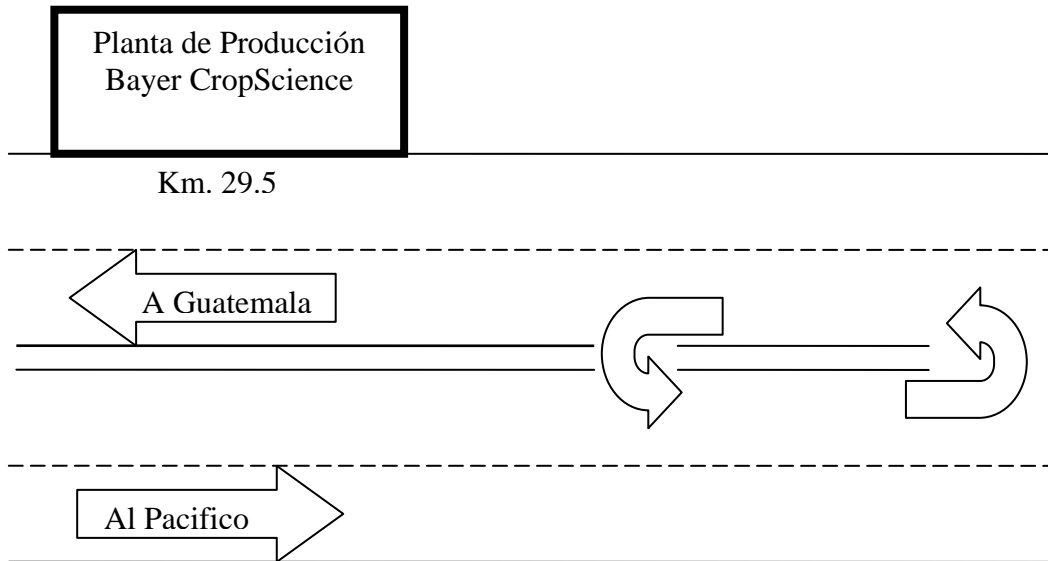 Planta de Producción
Bayer CropScience
Km. 29.5
A Guatemala
Al Pacifico